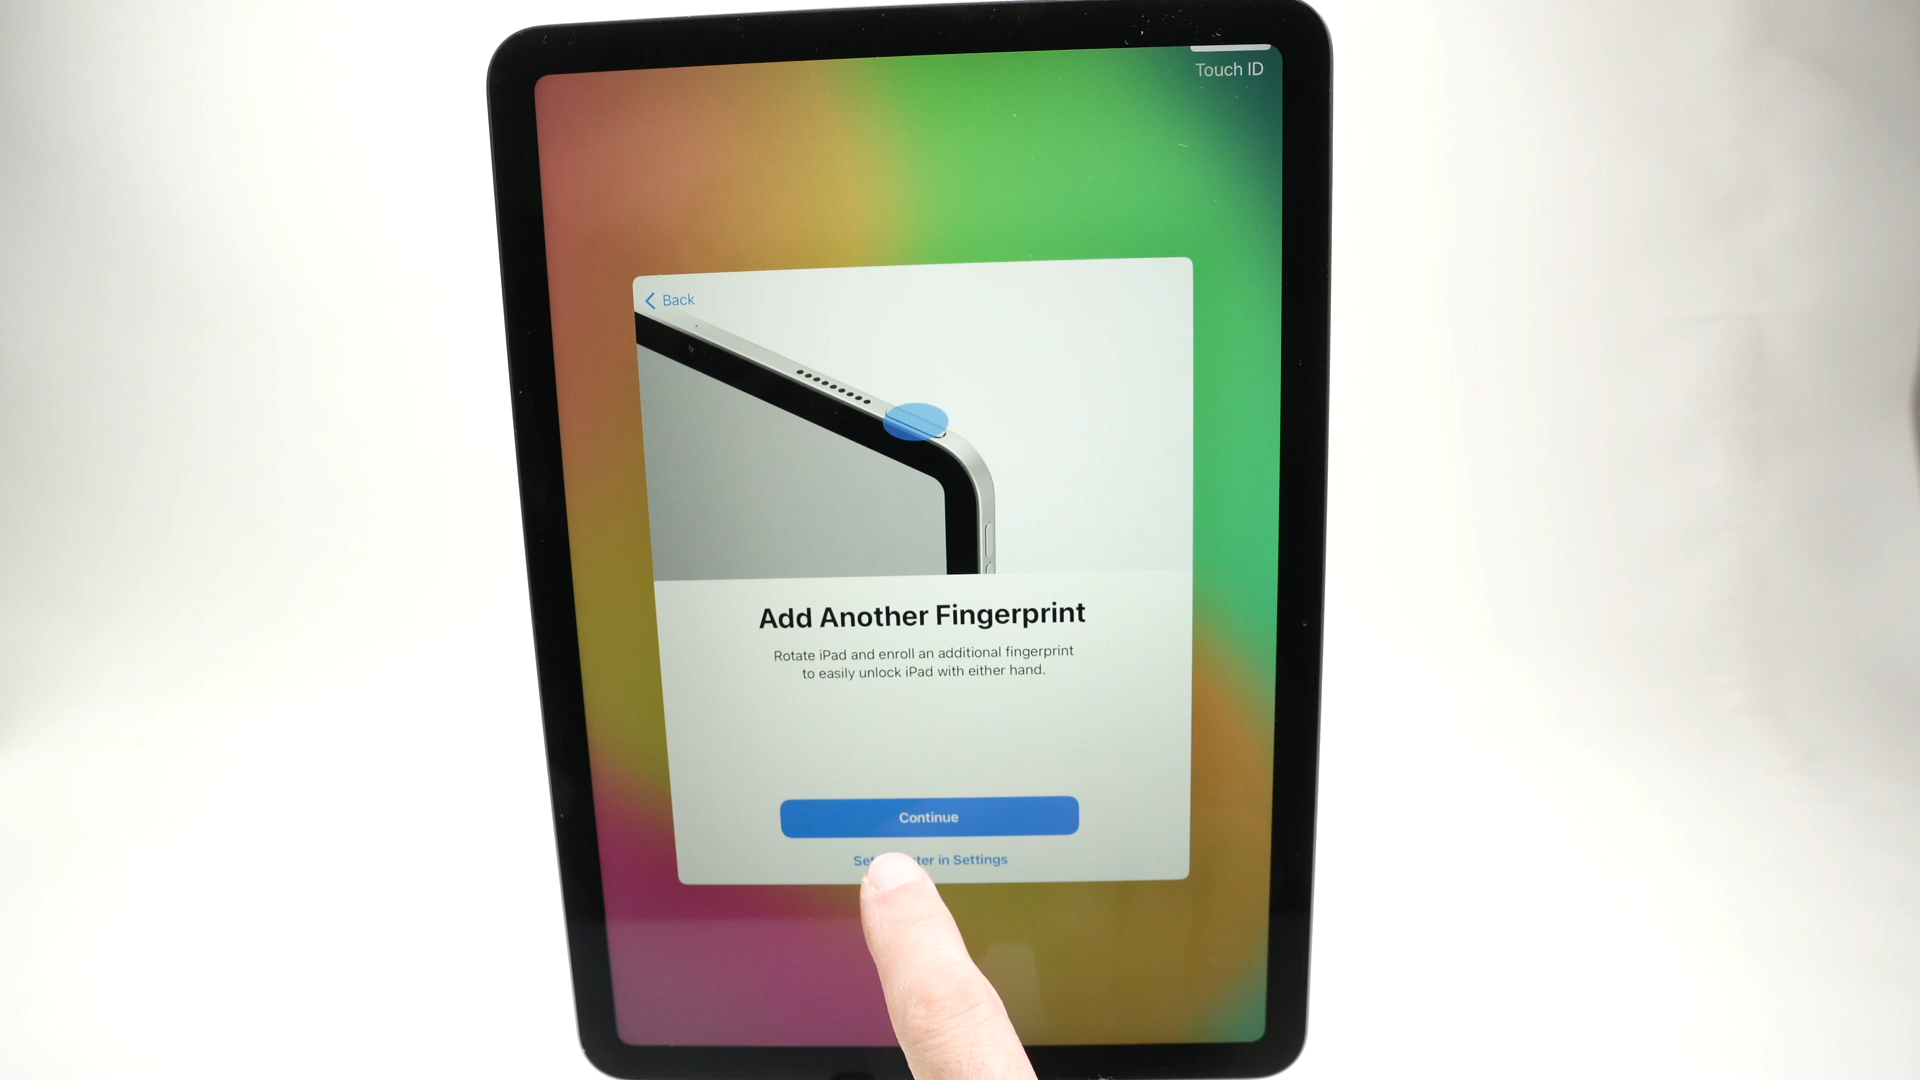 Touch ID
Back
Add Another Fingerprint
Rotate iPad and enroll an additional fingerprint
to easily unlock iPad with either hand.
Continue
in Settings